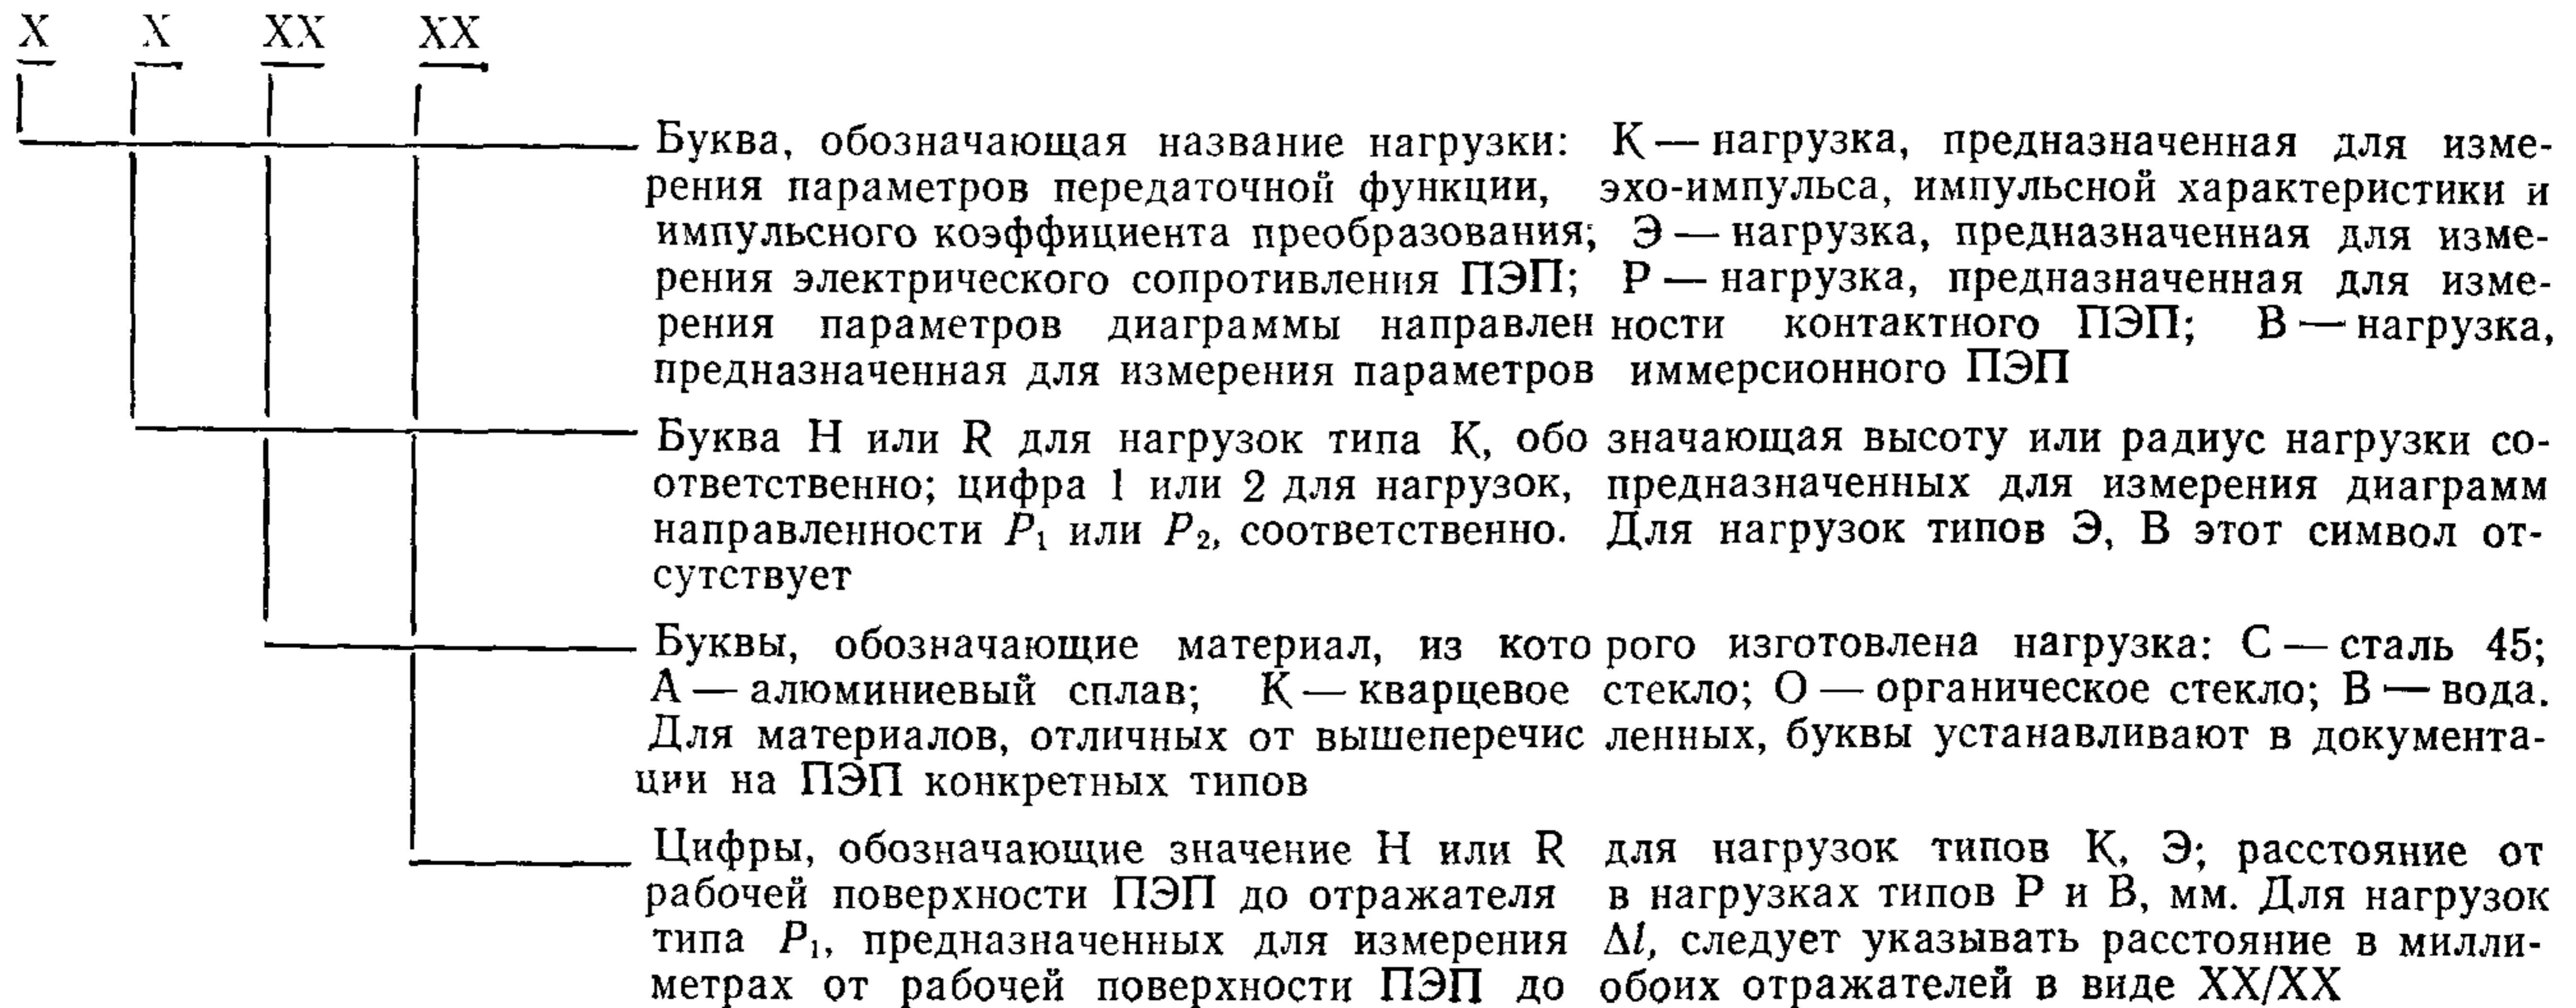 X X XX XX
Буква, обозначающая название нагрузки: К — нагрузка, предназначенная для изме-
рения параметров передаточной функции, эхо-импульса, импульсной характеристики и
импульсного коэффициента преобразования; Э — нагрузка, предназначенная для изме-
рения электрического сопротивления ПЭП; Р — нагрузка, предназначенная для изме-
рения параметров диаграммы направлен ности контактного ПЭП; В — нагрузка,
предназначенная для измерения параметров иммерсионного ПЭП
Буква Н или R для нагрузок типа К, обо значающая высоту или радиус нагрузки со-
ответственно; цифра 1 или 2 для нагрузок, предназначенных для измерения диаграмм
направленности P₁ или P₂, соответственно. Для нагрузок типов Э, В этот символ от-
сутствует
Буквы, обозначающие материал, из кото рого изготовлена нагрузка: С — сталь 45;
А — алюминиевый сплав; К — кварцевое стекло; О — органическое стекло; В — вода.
Для материалов, отличных от вышеперечис ленных, буквы устанавливают в документа-
ции на ПЭП конкретных типов
Цифры, обозначающие значение Н или R для нагрузок типов К, Э; расстояние от
рабочей поверхности ПЭП до отражателя в нагрузках типов Р и В, мм. Для нагрузок
типа P₁, предназначенных для измерения Δl, следует указывать расстояние в милли-
метрах от рабочей поверхности ПЭП до обоих отражателей в виде XX/XX